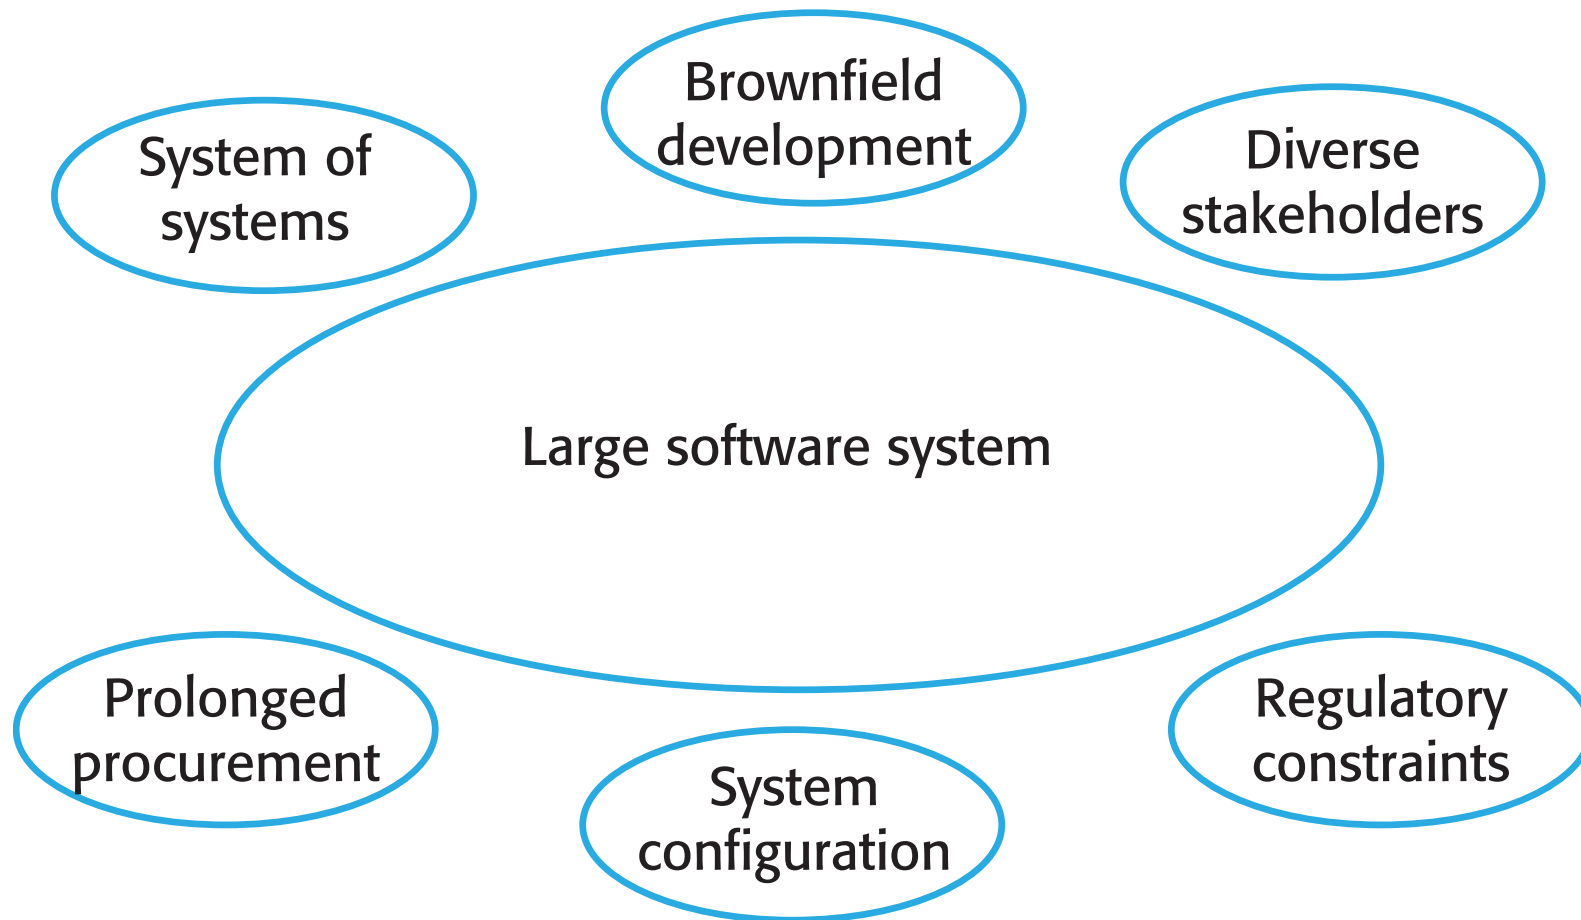 Brownfield
development
System of
systems
Diverse
stakeholders
Large software system
Prolonged
procurement
Regulatory
constraints
System
configuration